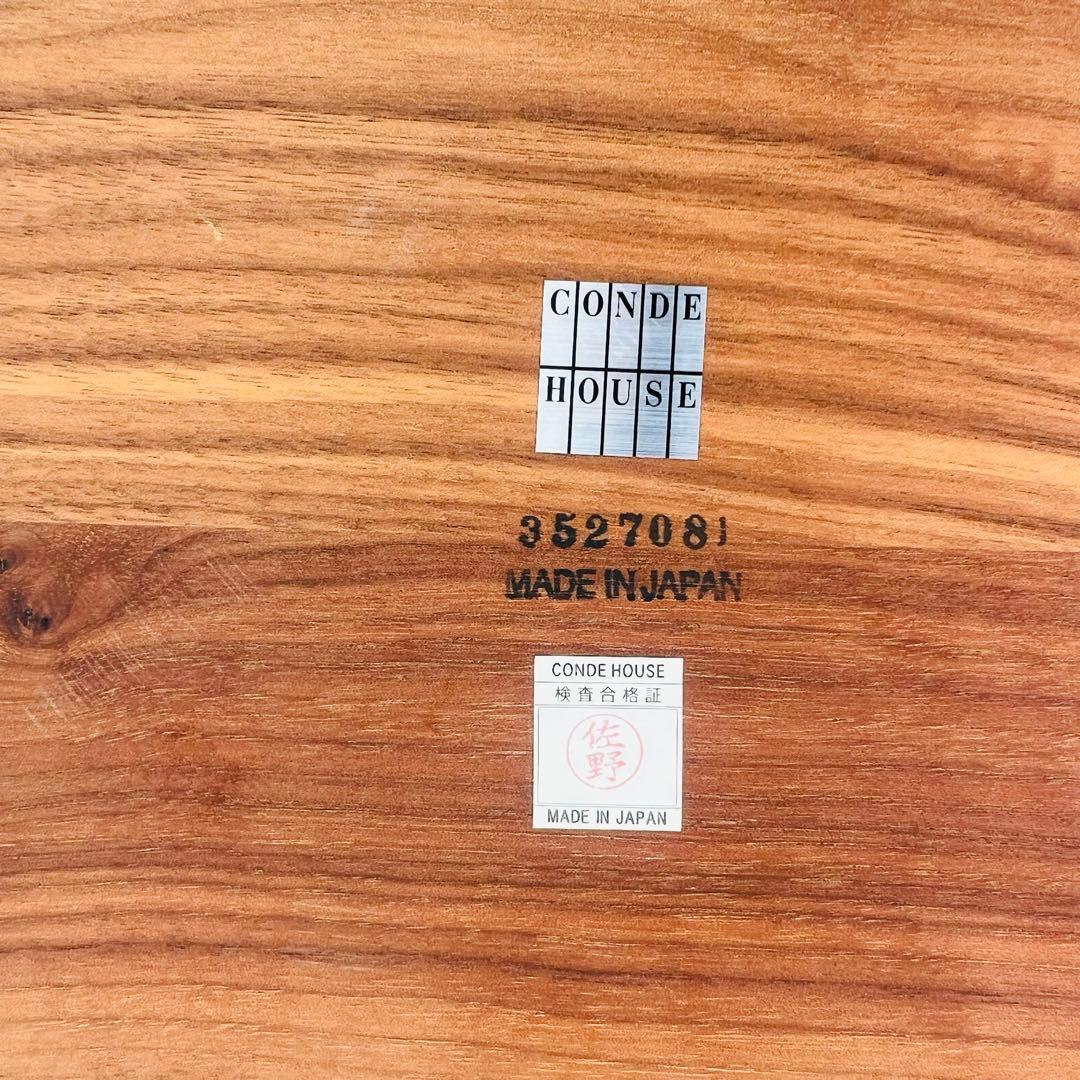 CONDE
HOUSE
3527081
MADE IN JAPAN
CONDE HOUSE
検査合格証
佐野
MADE IN JAPAN